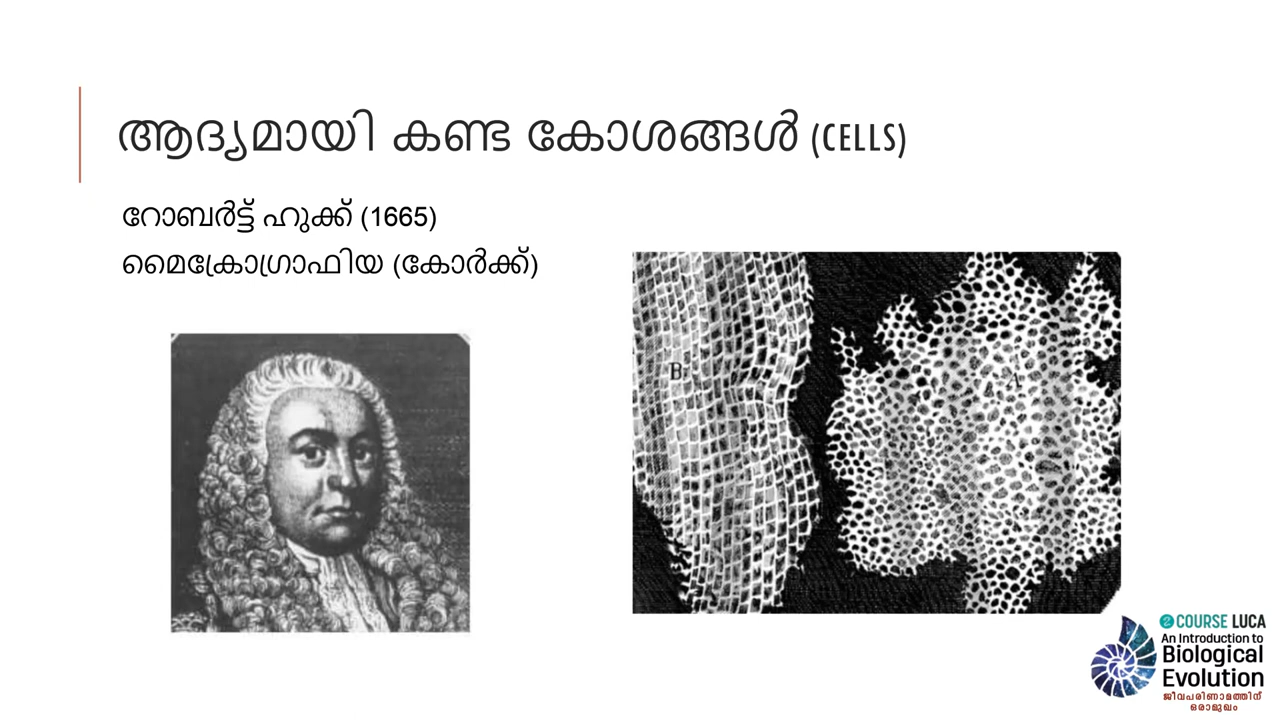 ആദ്യമായി കണ്ട കോശങ്ങൾ (CELLS)
റോബർട്ട് ഹുക്ക് (1665)
മൈക്രോഗ്രാഫിയ (കോർക്ക്)
B
A
2 COURSE LUCA
An Introduction to
Biological
Evolution
ജീവപരിണാമത്തിന്
ഒരാമുഖം